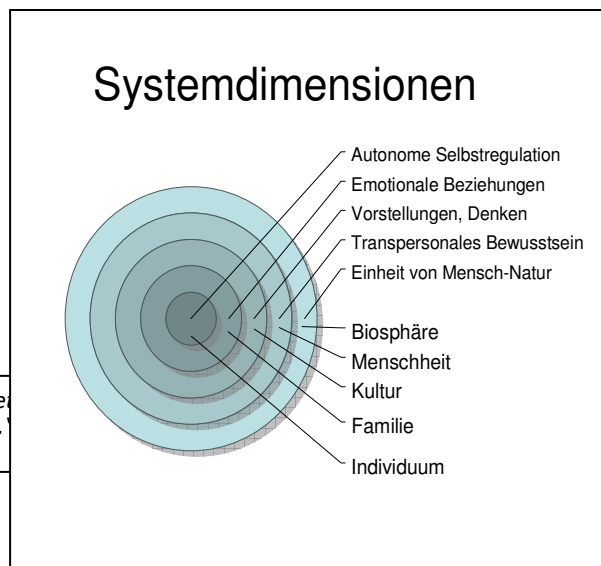 Systemdimensionen
Autonome Selbstregulation
Emotionale Beziehungen
Vorstellungen, Denken
Transpersonales Bewusstsein
Einheit von Mensch-Natur
Biosphäre
Menschheit
Kultur
Familie
Individuum